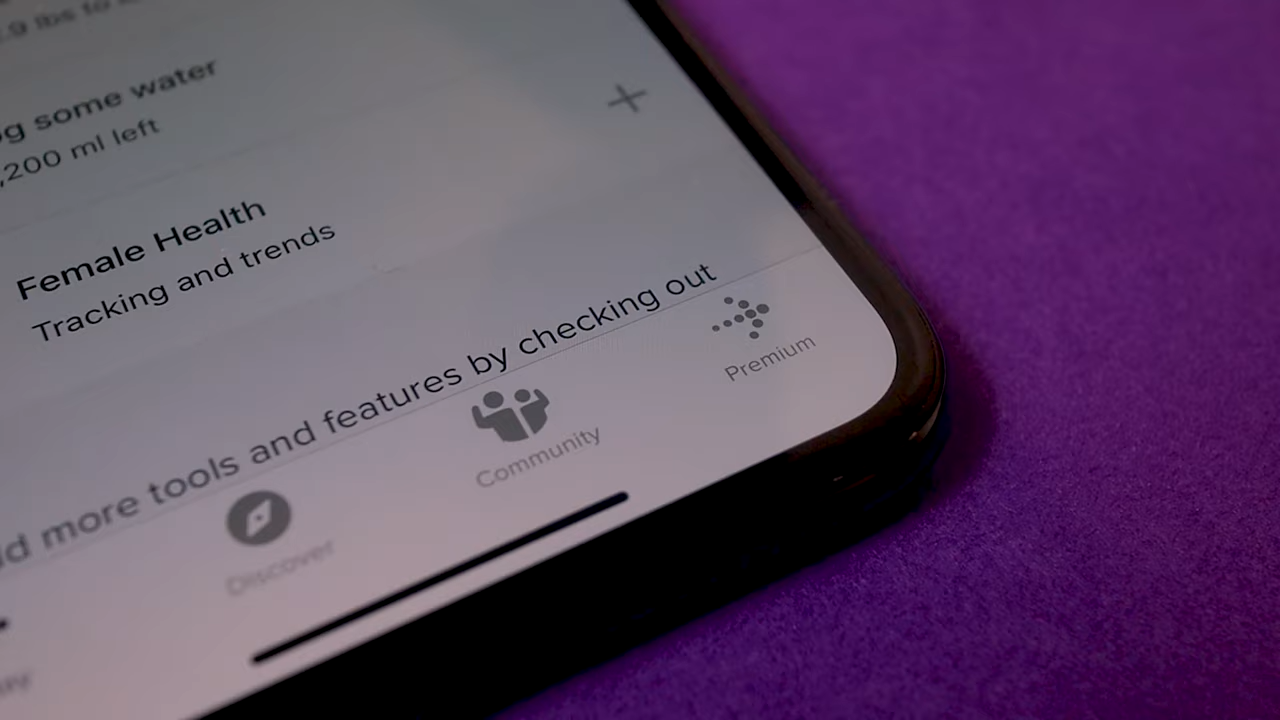 .9 lbs to
og some water
,200 ml left
Female Health
Tracking and trends
d more tools and features by checking out
Premium
Community
Discover